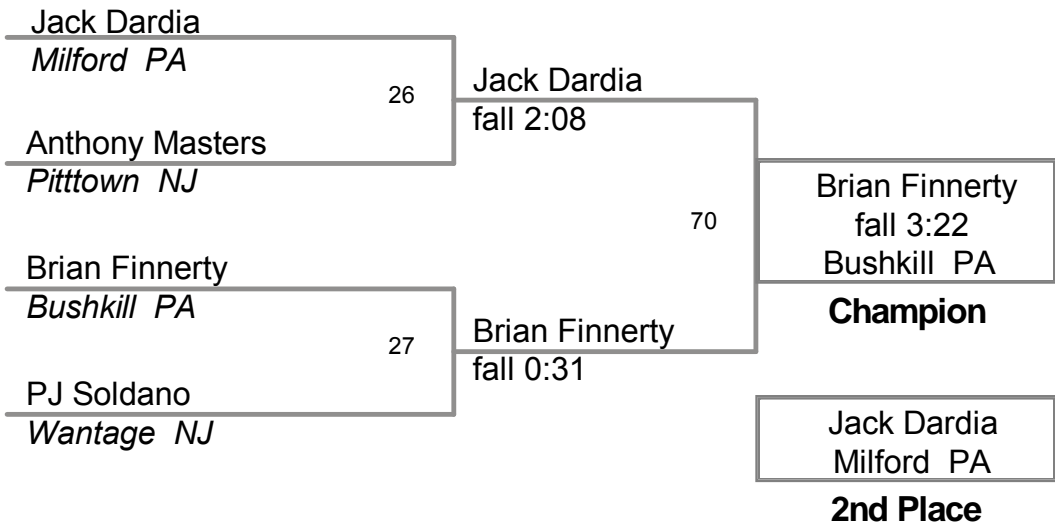 Jack Dardia
Milford PA
26
Anthony Masters
Pitttown NJ
Jack Dardia
fall 2:08
Brian Finnerty
Bushkill PA
27
PJ Soldano
Wantage NJ
Brian Finnerty
fall 0:31
70
Brian Finnerty
fall 3:22
Bushkill PA
Champion
Jack Dardia
Milford PA
2nd Place